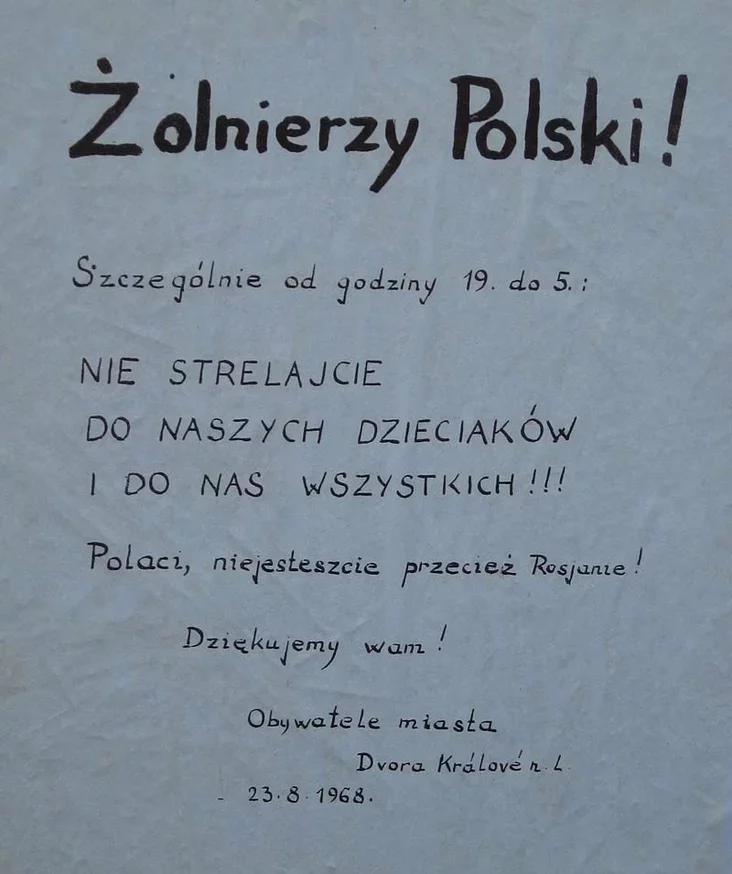 Żolnierzy Polski!
Szczególnie od godziny 19. do 5.:
NIE STRELAJCIE
DO NASZYCH DZIECIAKÓW
I DO NAS WSZYSTKICH!!!
Polaci, niejesteszcie przecież Rosjanie!
Dziękujemy wam!
Obywatele miasta
Dvora Králové n. L.
- 23.8.1968.